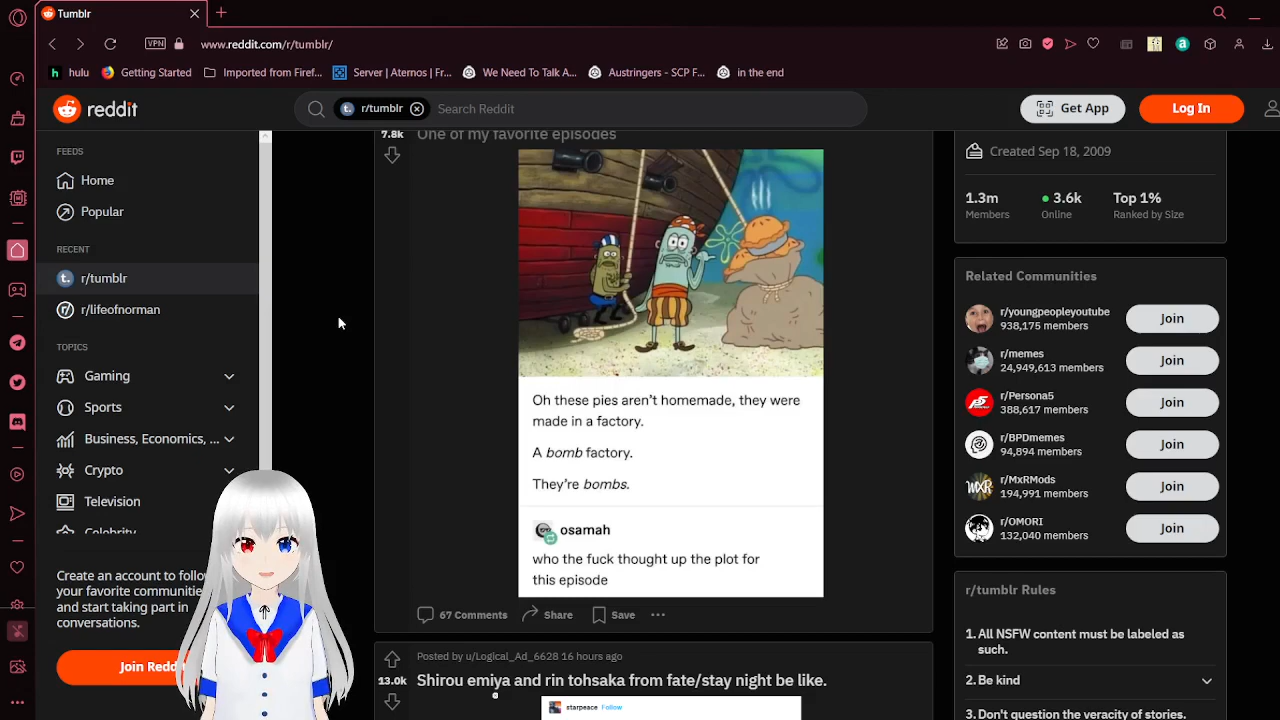 Tumblr
VPN
www.reddit.com/r/tumblr/
hulu
Getting Started
Imported from Firef...
Server | Aternos | Fr...
We Need To Talk A...
Austringers - SCP F...
in the end
reddit
r/tumblr
Search Reddit
Get App
Log In
FEEDS
Home
Popular
RECENT
r/tumblr
r/lifeofnorman
TOPICS
Gaming
Sports
Business, Economics, ...
Crypto
Television
Celebrity
Create an account to follo
your favorite communities
and start taking part in
conversations.
Join Reddit
7.8k
One of my favorite episodes
Oh these pies aren't homemade, they were
made in a factory.
A bomb factory.
They're bombs.
osamah
who the fuck thought up the plot for
this episode
67 Comments
Share
Save
Posted by u/Logical_Ad_6628 16 hours ago
13.0k
Shirou emiya and rin tohsaka from fate/stay night be like.
starpeace Follow
Created Sep 18, 2009
1.3m
Members
3.6k
Online
Top 1%
Ranked by Size
Related Communities
r/youngpeopleyoutube
938,175 members
Join
r/memes
24,949,613 members
Join
r/Persona5
388,617 members
Join
r/BPDmemes
94,894 members
Join
r/MxRMods
194,991 members
Join
r/OMORI
132,040 members
Join
r/tumblr Rules
1. All NSFW content must be labeled as
such.
2. Be kind
3. Don't question the veracity of stories.